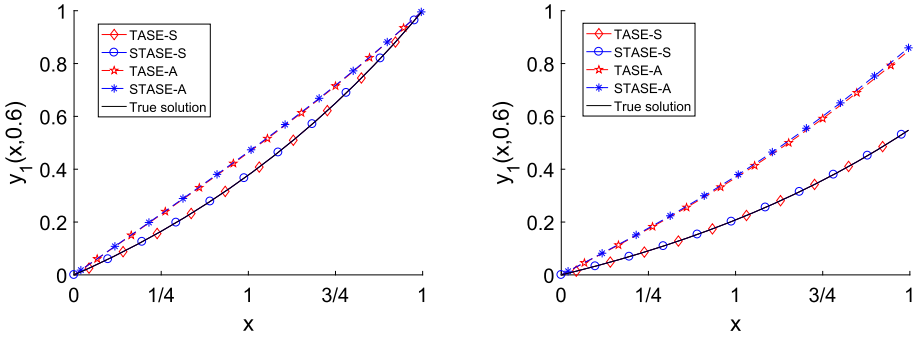 1
0.8
0.6
0.4
0.2
0
y1(x,0.6)
TASE-S
STASE-S
TASE-A
STASE-A
True solution
0 1/4 1 3/4 1
x
1
0.8
0.6
0.4
0.2
0
y1(x,0.6)
TASE-S
STASE-S
TASE-A
STASE-A
True solution
0 1/4 1 3/4 1
x